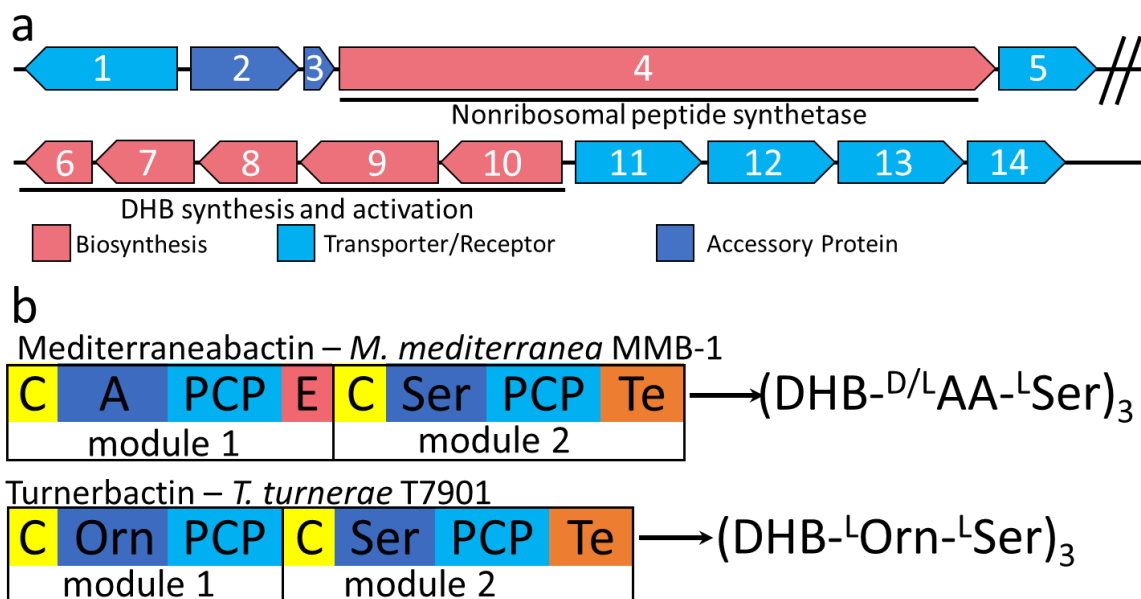 a
1 2 3 4 5
Nonribosomal peptide synthetase
6 7 8 9 10 11 12 13 14
DHB synthesis and activation
Biosynthesis Transporter/Receptor Accessory Protein
b
Mediterraneabactin – M. mediterranea MMB-1
C A PCP E C Ser PCP Te (DHB-D/LAA-LSer)3
module 1 module 2
Turnerbactin – T. turnerae T7901
C Orn PCP C Ser PCP Te (DHB-LOrn-LSer)3
module 1 module 2